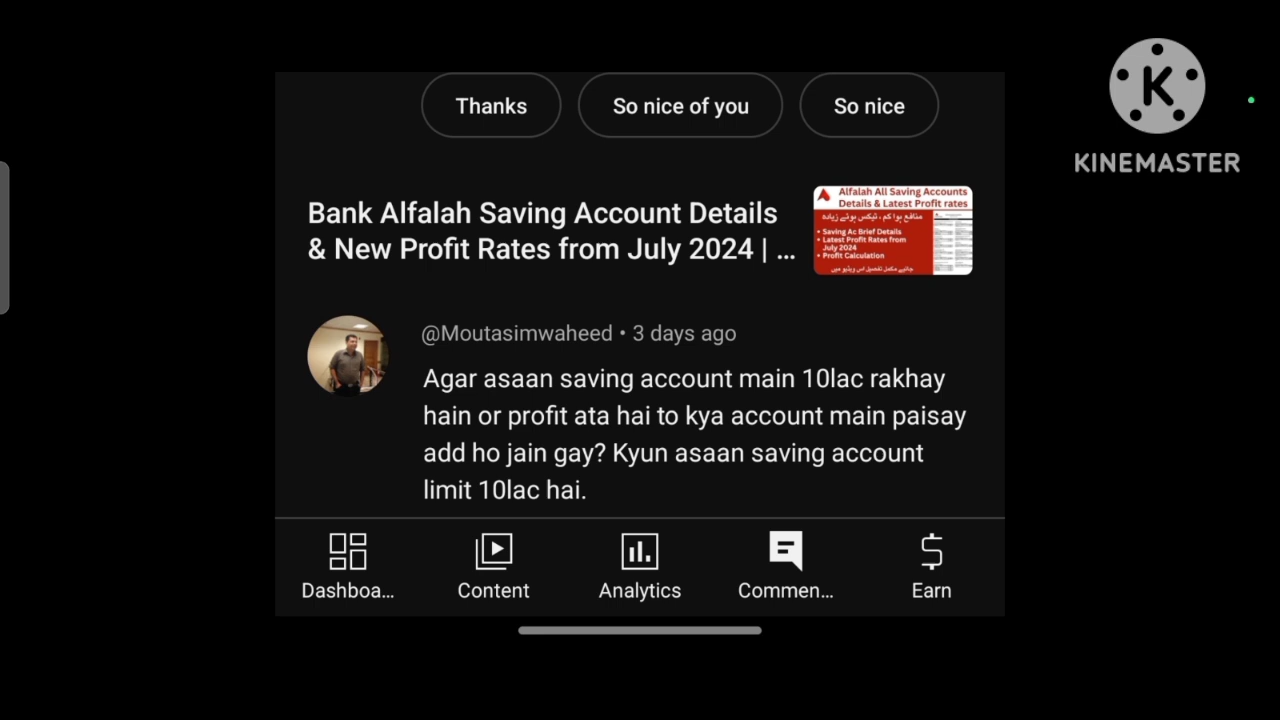 Thanks
So nice of you
So nice
KINEMASTER
Bank Alfalah Saving Account Details
& New Profit Rates from July 2024 | ...
Alfalah All Saving Accounts
Details & Latest Profit rates
منافع ہوا کم ، ٹیکس ہوئے زیادہ
• Saving Ac Brief Details
• Latest Profit Rates from
July 2024
• Profit Calculation
جانیے مکمل تفصیل اس ویڈیو میں
@Moutasimwaheed • 3 days ago
Agar asaan saving account main 10lac rakhay
hain or profit ata hai to kya account main paisay
add ho jain gay? Kyun asaan saving account
limit 10lac hai.
Dashboa...
Content
Analytics
Commen...
Earn